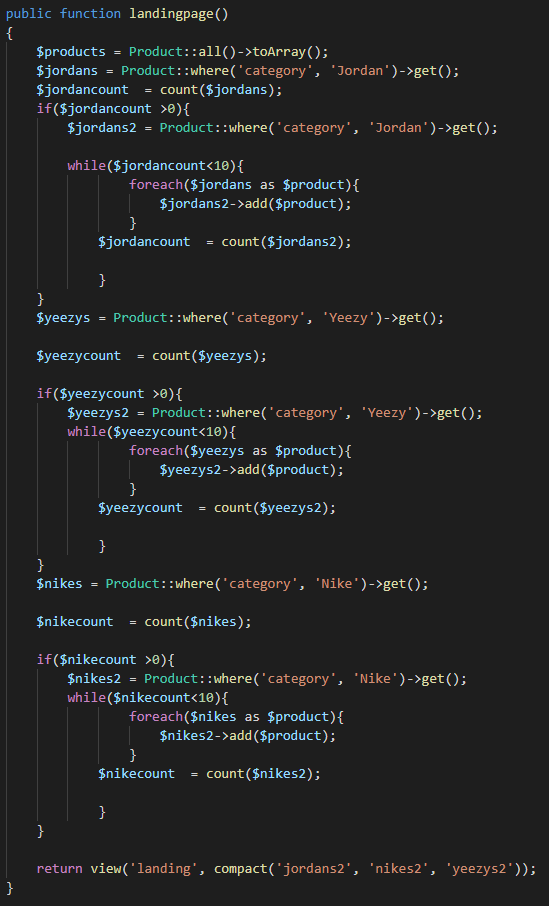 public function landingpage()
{
    $products = Product::all()->toArray();
    $jordans = Product::where('category', 'Jordan')->get();
    $jordancount  = count($jordans);
    if($jordancount >0){
        $jordans2 = Product::where('category', 'Jordan')->get();
        while($jordancount<10){
                foreach($jordans as $product){
                    $jordans2->add($product);
                }
            $jordancount  = count($jordans2);
            }
    }
    $yeezys = Product::where('category', 'Yeezy')->get();
    $yeezycount  = count($yeezys);
    if($yeezycount >0){
        $yeezys2 = Product::where('category', 'Yeezy')->get();
        while($yeezycount<10){
                foreach($yeezys as $product){
                    $yeezys2->add($product);
                }
            $yeezycount  = count($yeezys2);
            }
    }
    $nikes = Product::where('category', 'Nike')->get();
    $nikecount  = count($nikes);
    if($nikecount >0){
        $nikes2 = Product::where('category', 'Nike')->get();
        while($nikecount<10){
                foreach($nikes as $product){
                    $nikes2->add($product);
                }
            $nikecount  = count($nikes2);
            }
    }
    return view('landing', compact('jordans2', 'nikes2', 'yeezys2'));
}